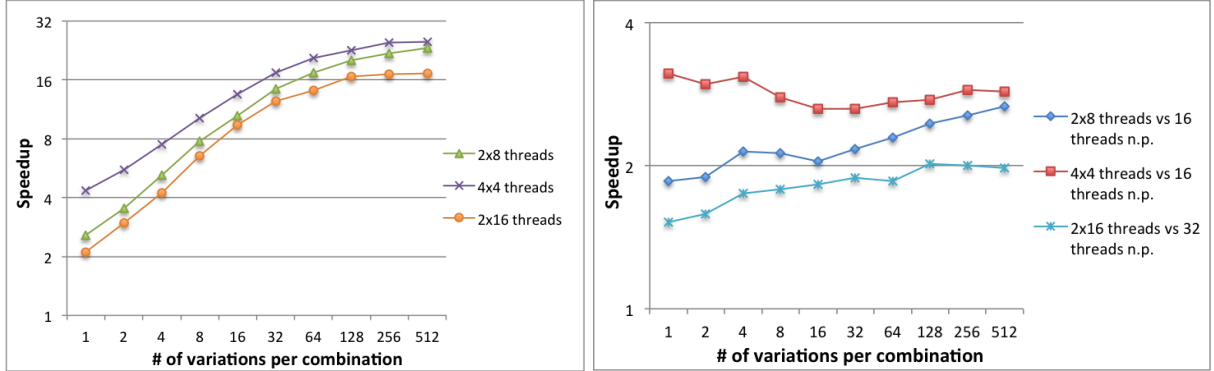 32
16
8
4
2
1
Speedup
1 2 4 8 16 32 64 128 256 512
# of variations per combination
2x8 threads
4x4 threads
2x16 threads
4
2
1
Speedup
1 2 4 8 16 32 64 128 256 512
# of variations per combination
2x8 threads vs 16
threads n.p.
4x4 threads vs 16
threads n.p.
2x16 threads vs 32
threads n.p.